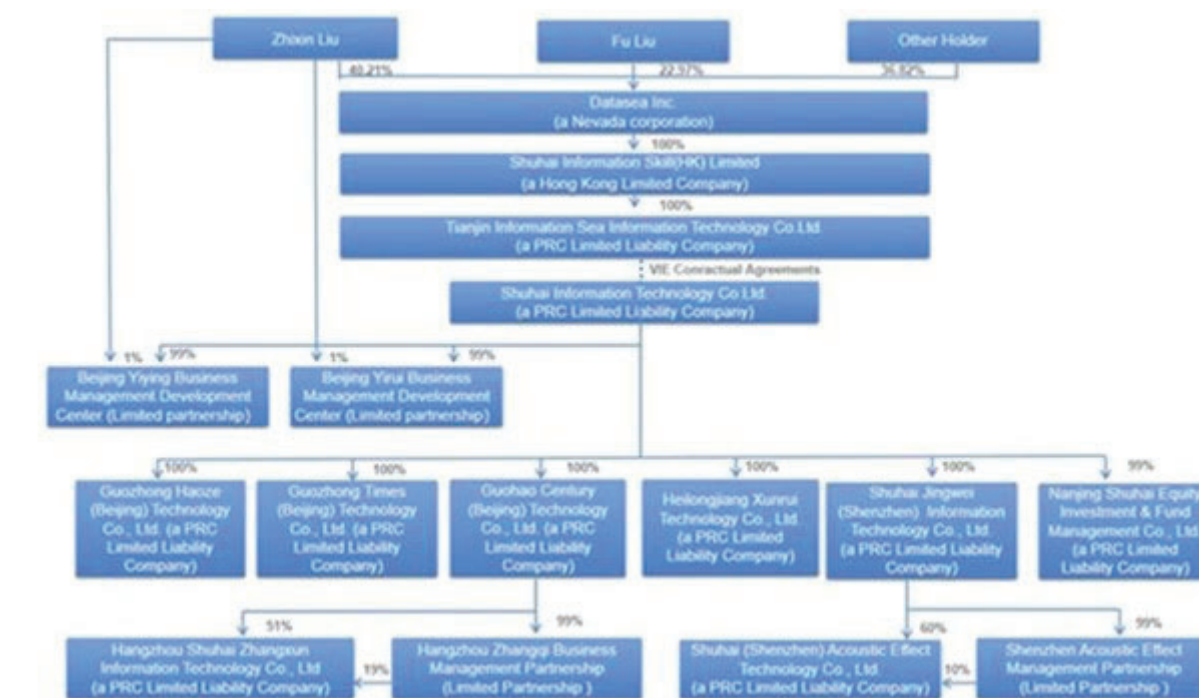 Zhixin Liu
Fu Liu
Other Holder
40.21%
22.97%
36.82%
Datasea Inc.
(a Nevada corporation)
100%
Shuhai Information Skill(HK) Limited
(a Hong Kong Limited Company)
100%
Tianjin Information Sea Information Technology Co.Ltd
(a PRC Limited Liability Company)
VIE Conractual Agreements
Shuhai Information Technology Co.Ltd.
(a PRC Limited Liability Company)
1%
99%
1%
99%
Beijing Yiying Business
Management Development
Center (Limited partnership)
Beijing Yirui Business
Management Development
Center (Limited partnership)
100%
100%
100%
100%
100%
99%
Guozhong Haoze
(Beijing) Technology
Co., Ltd. (a PRC
Limited Liability
Company)
Guozhong Times
(Beijing) Technology
Co., Ltd. (a PRC
Limited Liability
Company)
Guohao Century
(Beijing) Technology
Co., Ltd. (a PRC
Limited Liability
Company)
Heilongjiang Xunrui
Technology Co., Ltd.
(a PRC Limited
Liability Company)
Shuhai Jingwei
(Shenzhen) Information
Technology Co., Ltd.
(a PRC Limited Liability
Company)
Nanjing Shuhai Equity
Investment & Fund
Management Co., Ltd
(a PRC Limited
Liability Company)
51%
99%
60%
99%
Hangzhou Shuhai Zhangxun
Information Technology Co., Ltd
(a PRC Limited Liability Company)
19%
Hangzhou Zhangqi Business
Management Partnership
(Limited Partnership )
Shuhai (Shenzhen) Acoustic Effect
Technology Co., Ltd.
(a PRC Limited Liability Company)
10%
Shenzhen Acoustic Effect
Management Partnership
(Limited Partnership )